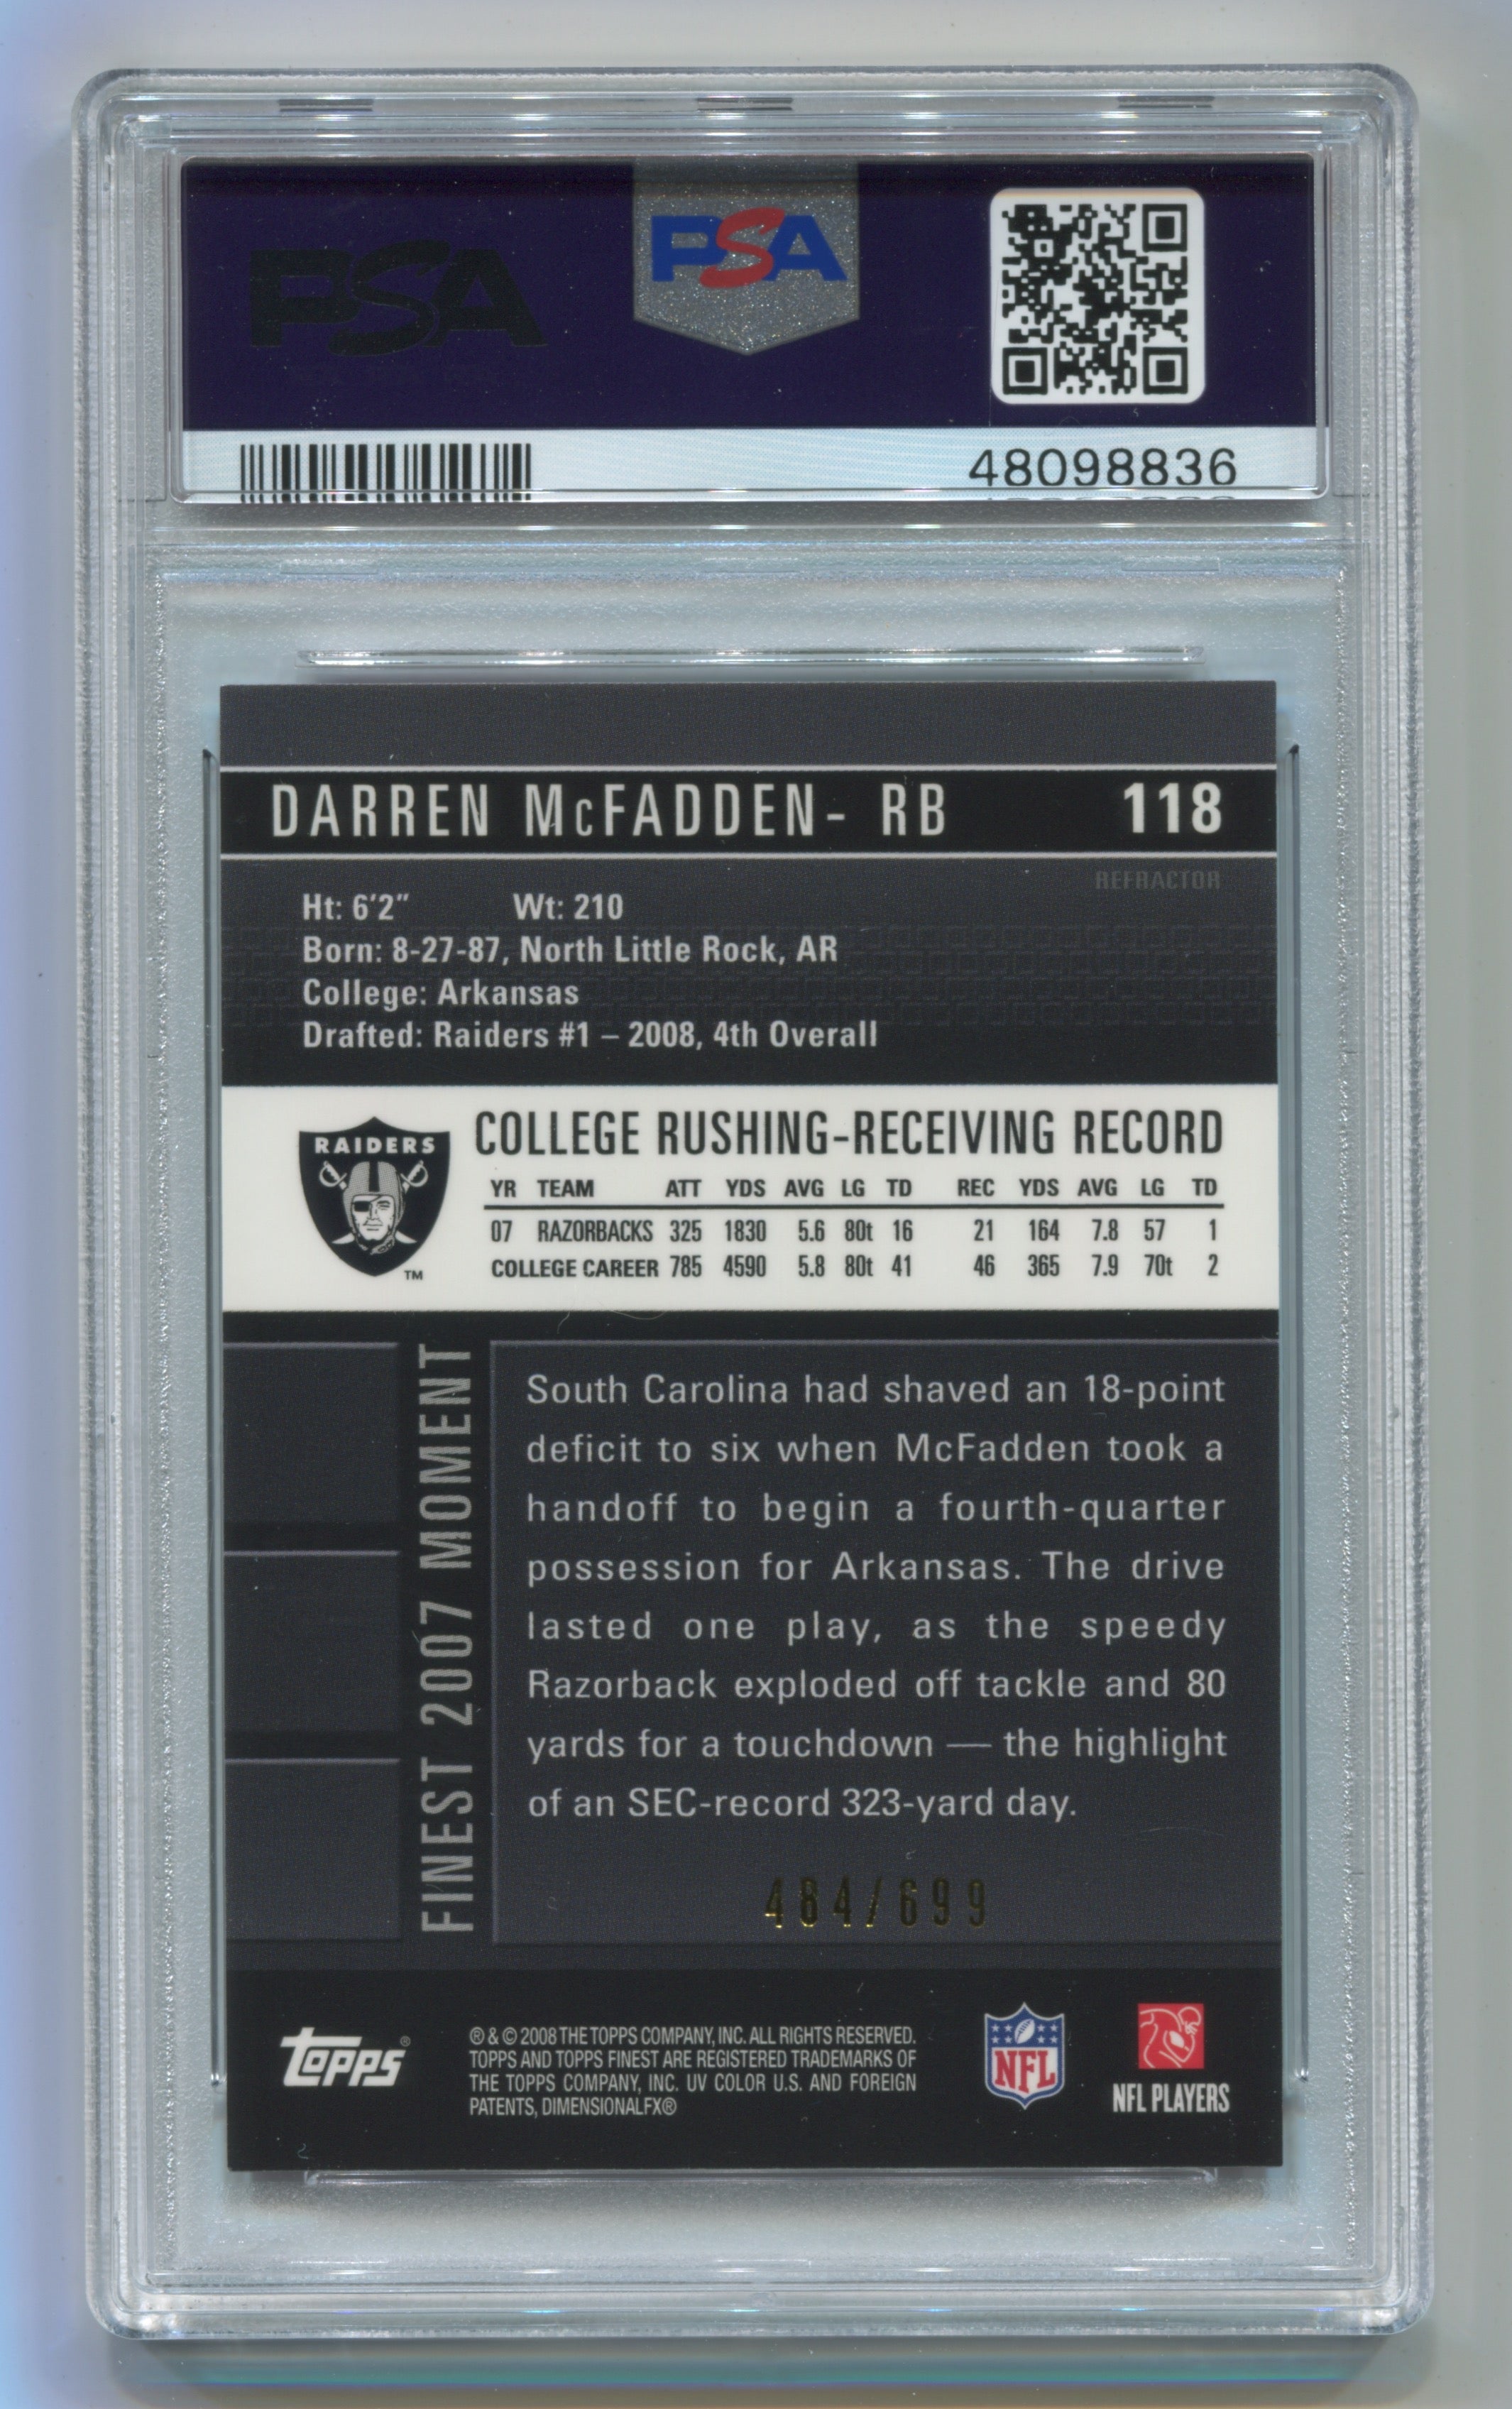 PSA
PSA
48098836
DARREN McFADDEN- RB 118
REFRACTOR
Ht: 6'2" Wt: 210
Born: 8-27-87, North Little Rock, AR
College: Arkansas
Drafted: Raiders #1 – 2008, 4th Overall
RAIDERS
TM
COLLEGE RUSHING-RECEIVING RECORD
YR TEAM ATT YDS AVG LG TD REC YDS AVG LG TD
07 RAZORBACKS 325 1830 5.6 80t 16 21 164 7.8 57 1
COLLEGE CAREER 785 4590 5.8 80t 41 46 365 7.9 70t 2
FINEST 2007 MOMENT
South Carolina had shaved an 18-point
deficit to six when McFadden took a
handoff to begin a fourth-quarter
possession for Arkansas. The drive
lasted one play, as the speedy
Razorback exploded off tackle and 80
yards for a touchdown — the highlight
of an SEC-record 323-yard day.
484/699
Topps®
® & © 2008 THE TOPPS COMPANY, INC. ALL RIGHTS RESERVED.
TOPPS AND TOPPS FINEST ARE REGISTERED TRADEMARKS OF
THE TOPPS COMPANY, INC. UV COLOR U.S. AND FOREIGN
PATENTS, DIMENSIONALFX®
NFL
NFL PLAYERS